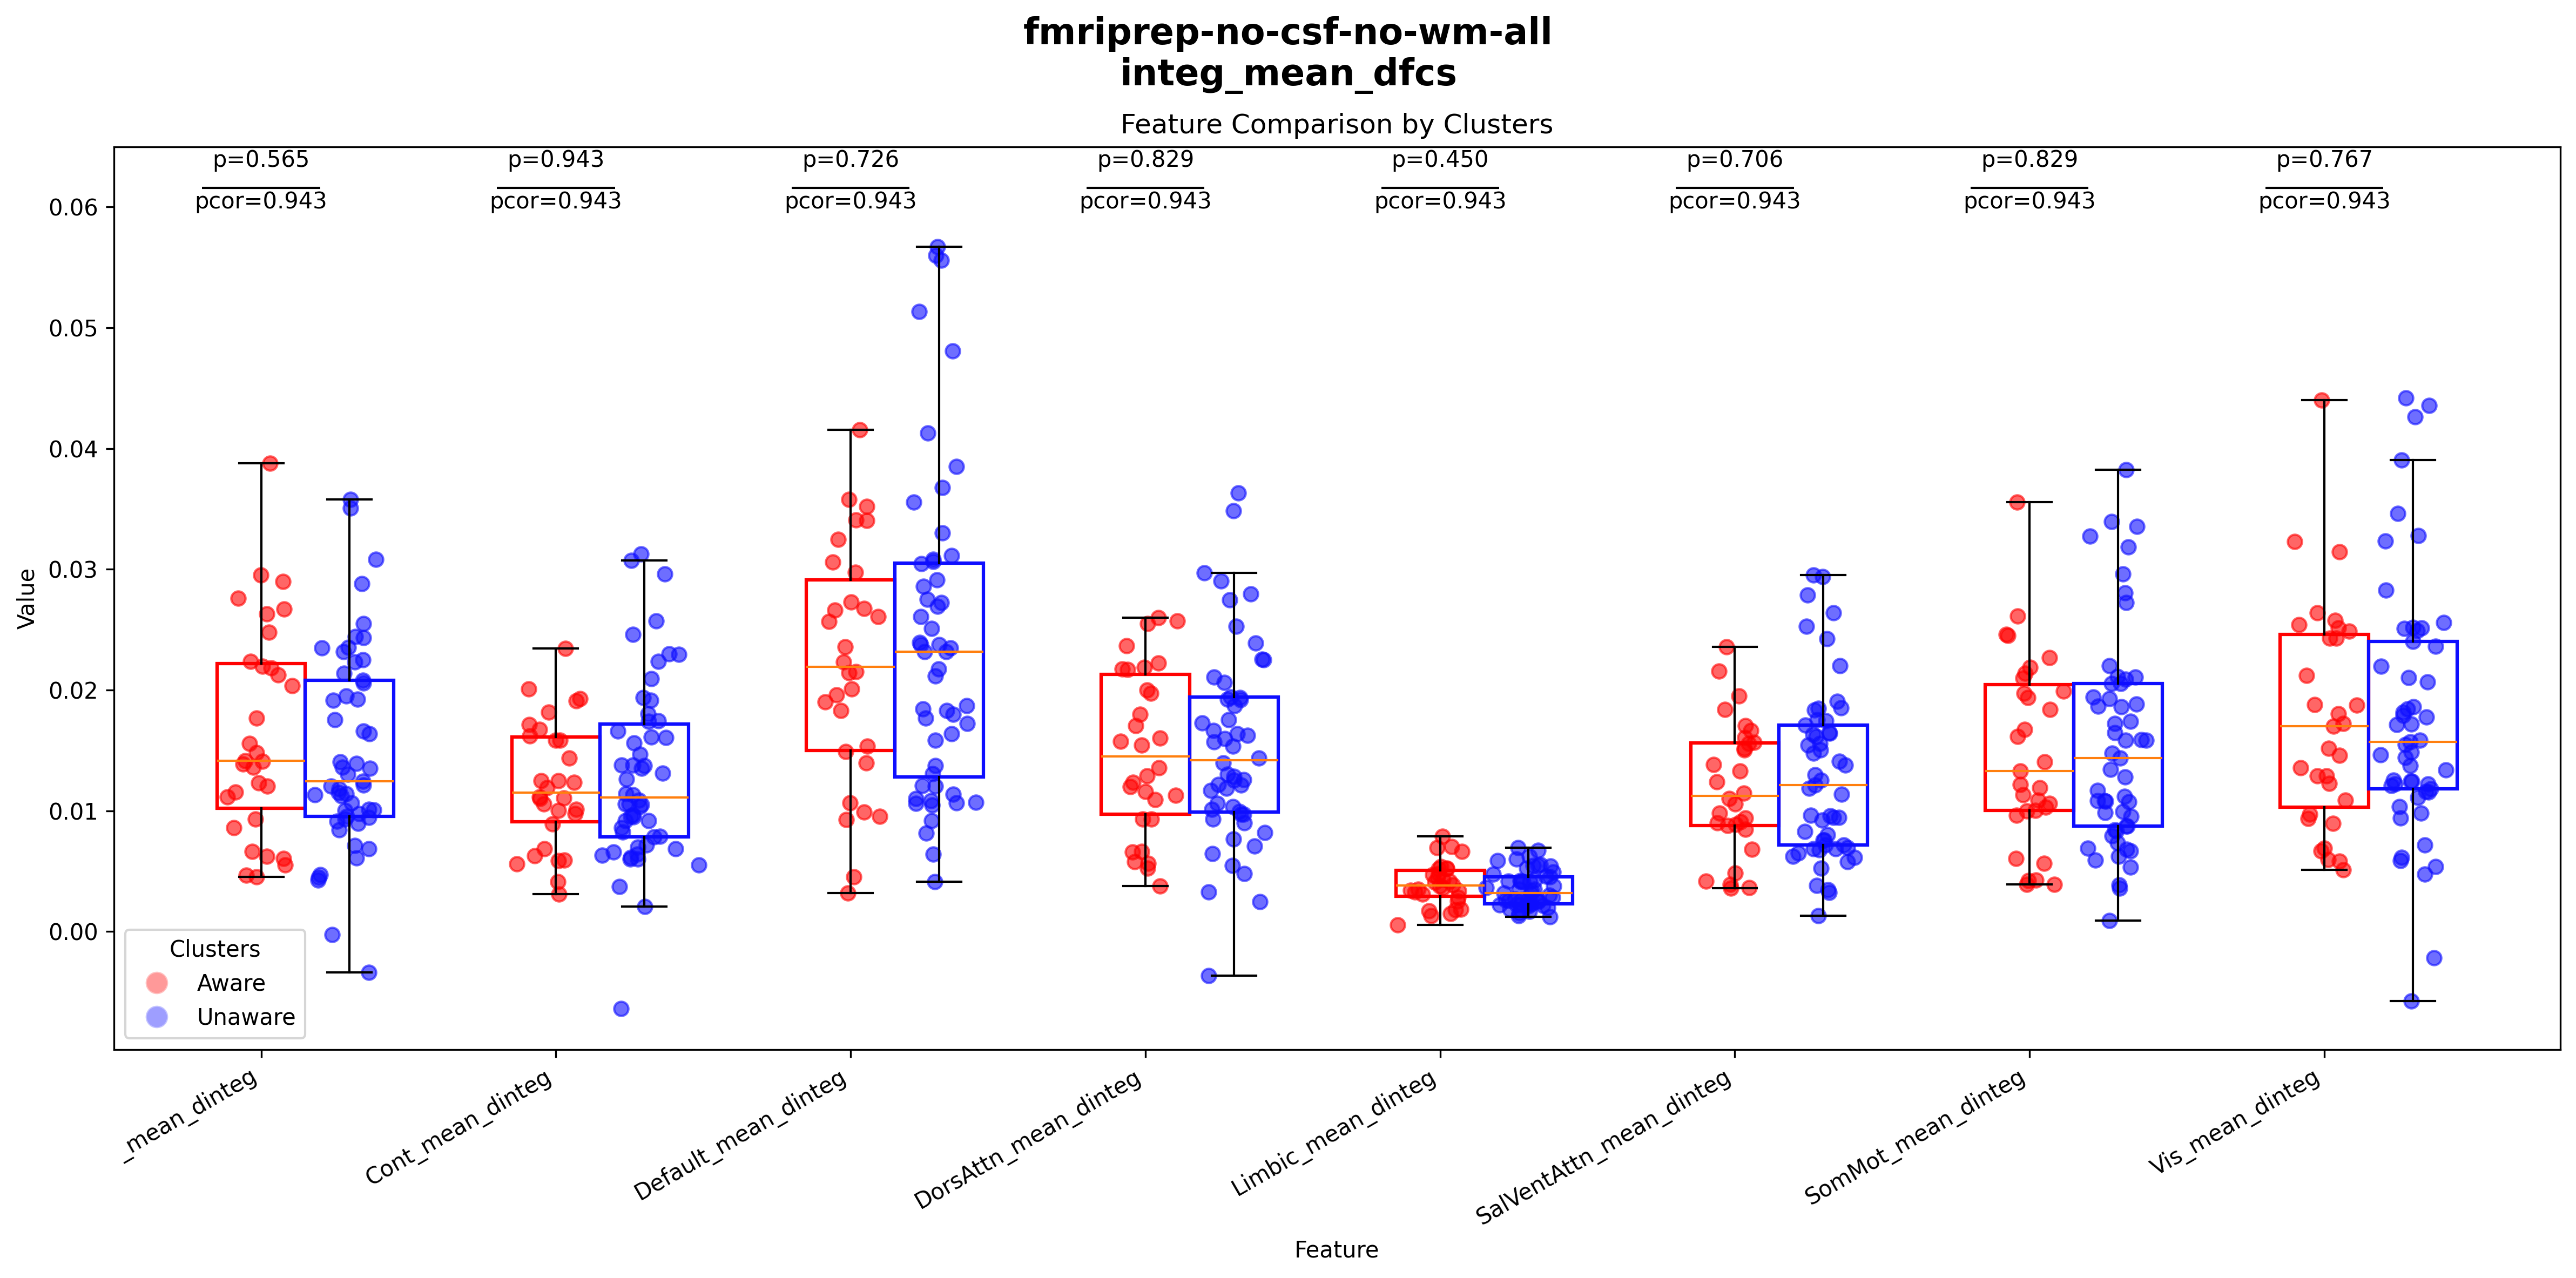 fmriprep-no-csf-no-wm-all
integ_mean_dfcs
Feature Comparison by Clusters
p=0.565 p=0.943 p=0.726 p=0.829 p=0.450 p=0.706 p=0.829 p=0.767
pcor=0.943 pcor=0.943 pcor=0.943 pcor=0.943 pcor=0.943 pcor=0.943 pcor=0.943 pcor=0.943
0.06
0.05
0.04
0.03
0.02
0.01
0.00
Value
Clusters
Aware
Unaware
_mean_dinteg
Cont_mean_dinteg
Default_mean_dinteg
DorsAttn_mean_dinteg
Limbic_mean_dinteg
SalVentAttn_mean_dinteg
SomMot_mean_dinteg
Vis_mean_dinteg
Feature